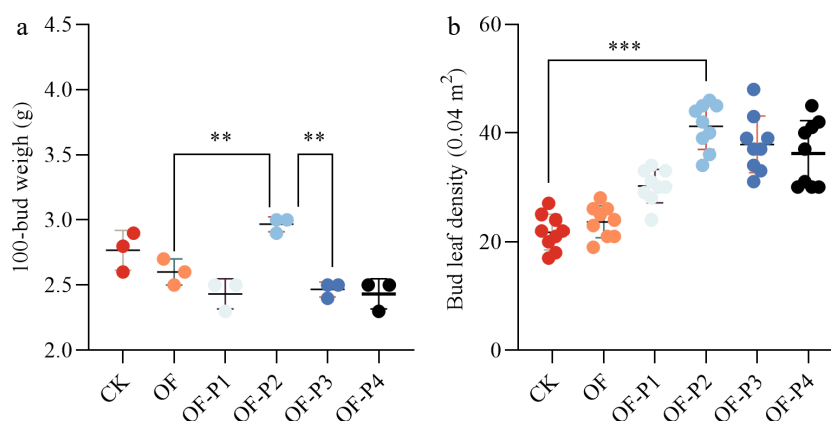 a
4.5
4.0
3.5
3.0
2.5
2.0
100-bud weigh (g)
**
**
CK
OF
OF-P1
OF-P2
OF-P3
OF-P4
b
60
40
20
0
Bud leaf density (0.04 m²)
***
CK
OF
OF-P1
OF-P2
OF-P3
OF-P4